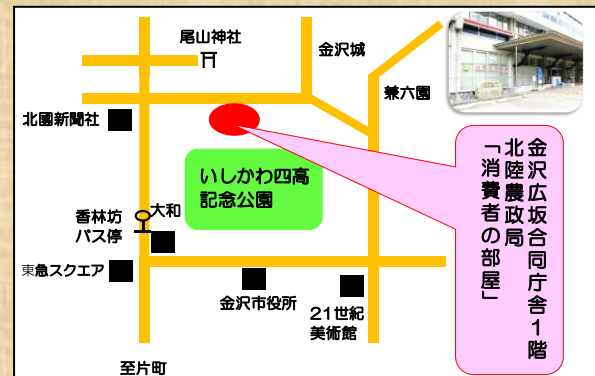 尾山神社
金沢城
兼六園
北國新聞社
いしかわ四高
記念公園
香林坊
バス停
大和
東急スクエア
金沢市役所
21世紀
美術館
至片町
金沢広坂合同庁舎1階
北陸農政局
「消費者の部屋」